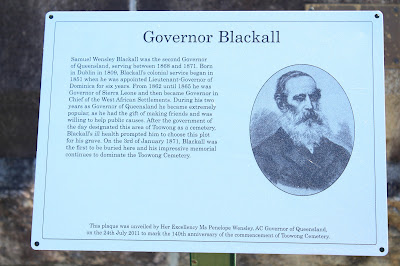 Governor Blackall
Samuel Wensley Blackall was the second Governor
of Queensland, serving between 1868 and 1871. Born
in Dublin in 1809, Blackall's colonial service began in
1851 when he was appointed Lieutenant-Governor of
Dominica for six years. From 1862 until 1865 he was
Governor of Sierra Leone and then became Governor in
Chief of the West African Settlements. During his two
years as Governor of Queensland he became extremely
popular, as he had the gift of making friends and was
willing to help public causes. After the government of
the day designated this area of Toowong as a cemetery,
Blackall's ill health prompted him to choose this plot
for his grave. On the 3rd of January 1871, Blackall was
the first to be buried here and his impressive memorial
continues to dominate the Toowong Cemetery.
This plaque was unveiled by Her Excellency Ms Penelope Wensley, AC Governor of Queensland,
on the 24th July 2011 to mark the 140th anniversary of the commencement of Toowong Cemetery.